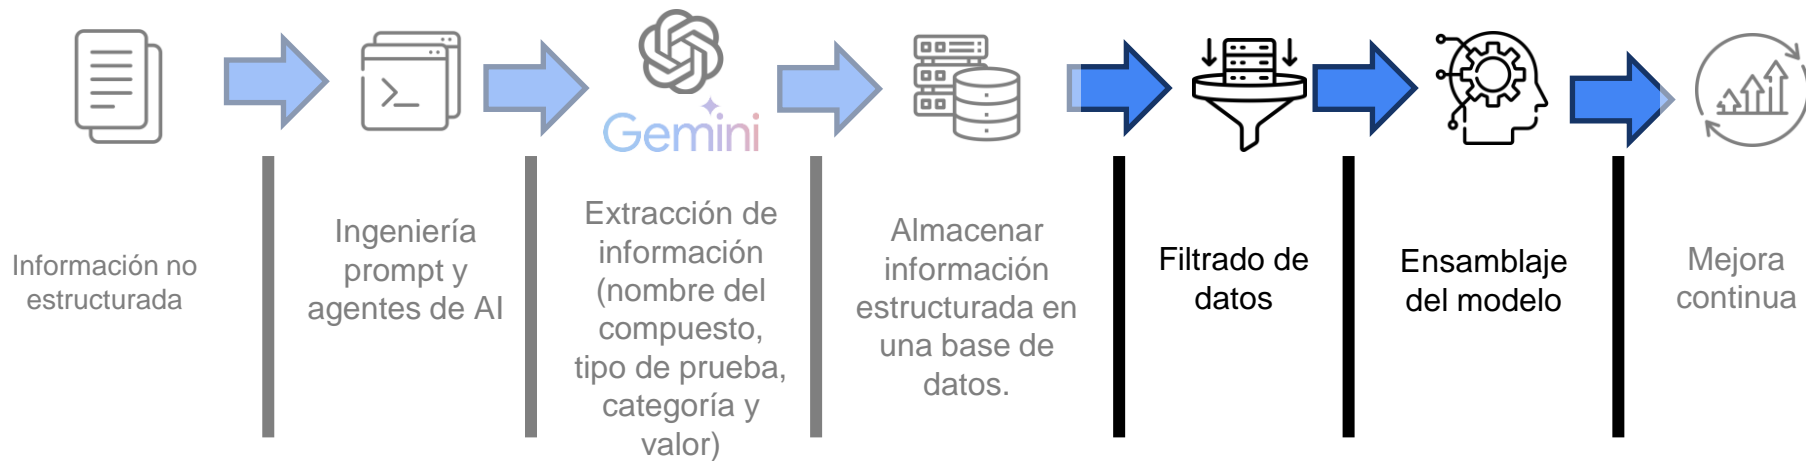 Gemini
Información no
estructurada
Ingeniería
prompt y
agentes de AI
Extracción de
información
(nombre del
compuesto,
tipo de prueba,
categoría y
valor)
Almacenar
información
estructurada en
una base de
datos.
Filtrado de
datos
Ensamblaje
del modelo
Mejora
continua